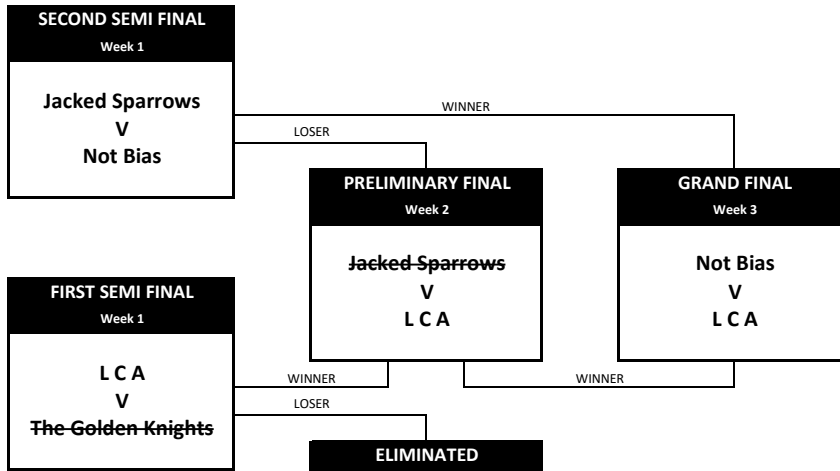 SECOND SEMI FINAL
Week 1
Jacked Sparrows
V
Not Bias
WINNER
LOSER
PRELIMINARY FINAL
Week 2
Jacked Sparrows
V
L C A
GRAND FINAL
Week 3
Not Bias
V
L C A
FIRST SEMI FINAL
Week 1
L C A
V
The Golden Knights
WINNER
LOSER
WINNER
ELIMINATED